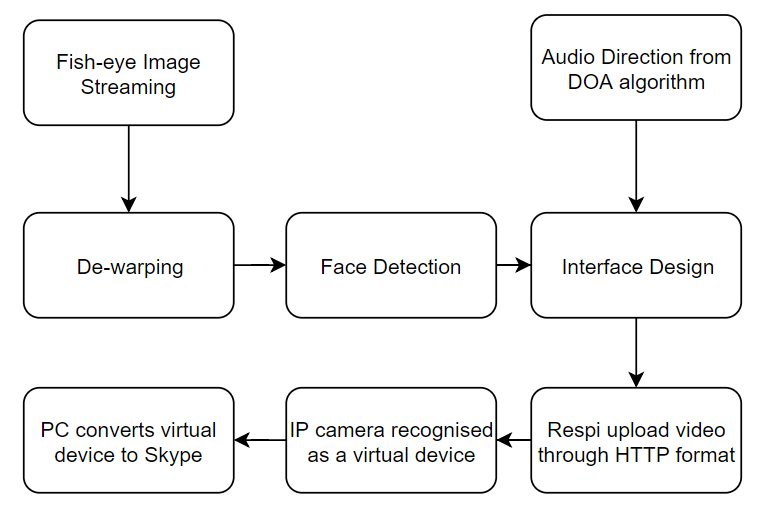 Fish-eye Image
Streaming
Audio Direction from
DOA algorithm
De-warping
Face Detection
Interface Design
PC converts virtual
device to Skype
IP camera recognised
as a virtual device
Respi upload video
through HTTP format